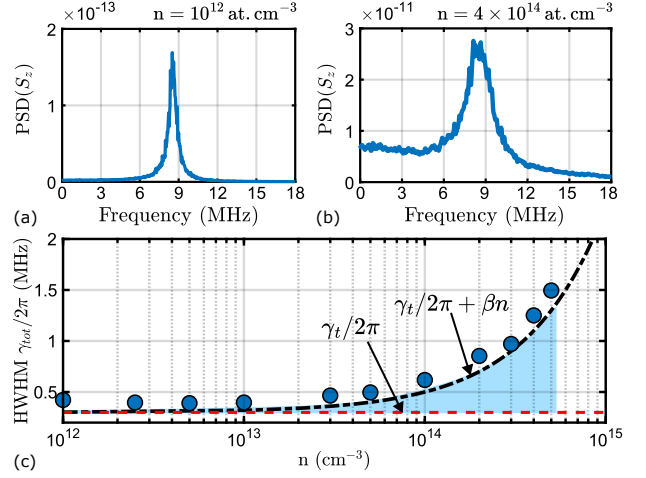 ×10⁻¹³ n = 10¹² at. cm⁻³
2
1
0
PSD(S_z)
0 3 6 9 12 15 18
(a) Frequency (MHz)
×10⁻¹¹ n = 4 × 10¹⁴ at. cm⁻³
3
2
1
0
PSD(S_z)
0 3 6 9 12 15 18
(b) Frequency (MHz)
HWHM γ_tot/2π (MHz)
2
1.5
1
0.5
γ_t/2π
γ_t/2π + βn
10¹² 10¹³ 10¹⁴ 10¹⁵
(c) n (cm⁻³)